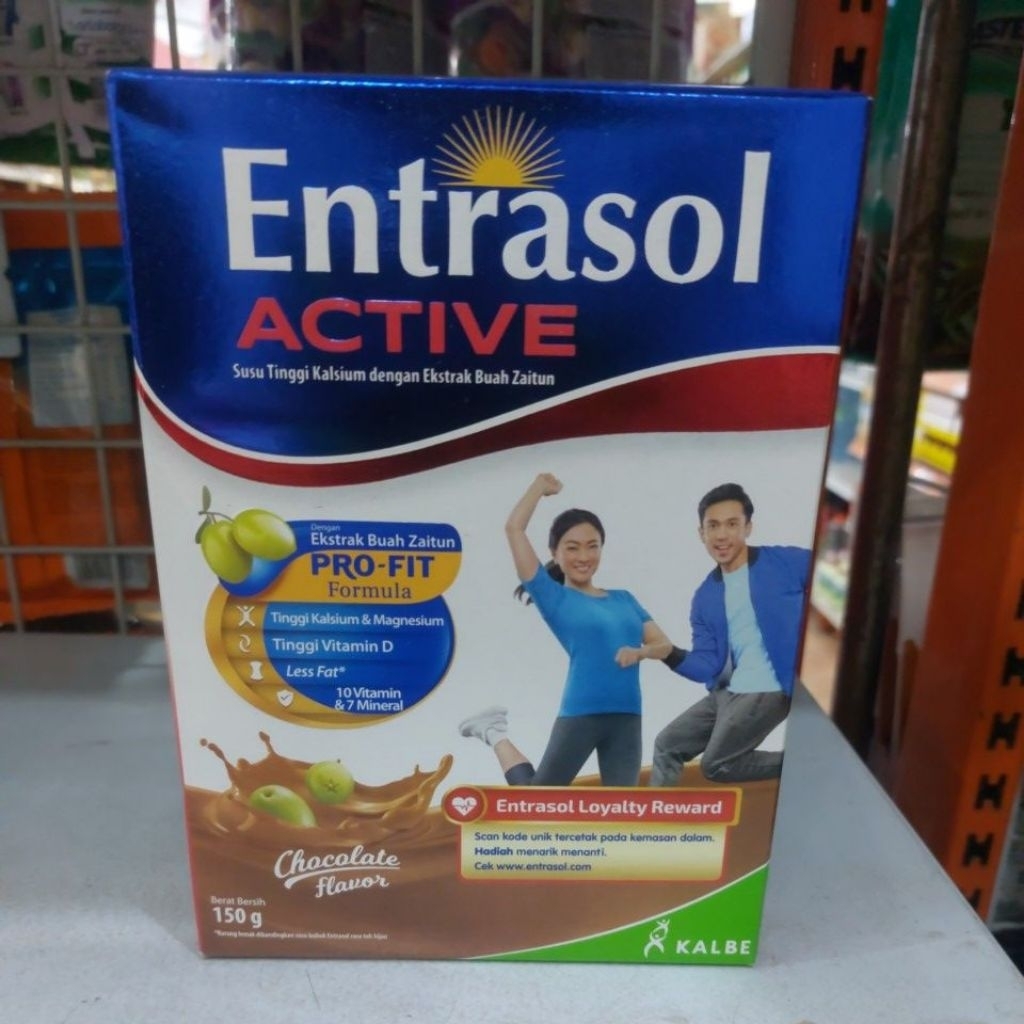 Entrasol
ACTIVE
Susu Tinggi Kalsium dengan Ekstrak Buah Zaitun
Dengan
Ekstrak Buah Zaitun
PRO-FIT
Formula
Tinggi Kalsium & Magnesium
Tinggi Vitamin D
Less Fat*
10 Vitamin
& 7 Mineral
Entrasol Loyalty Reward
Scan kode unik tercetak pada kemasan dalam.
Hadiah menarik menanti.
Cek www.entrasol.com
Chocolate
flavor
Berat Bersih
150 g
KALBE